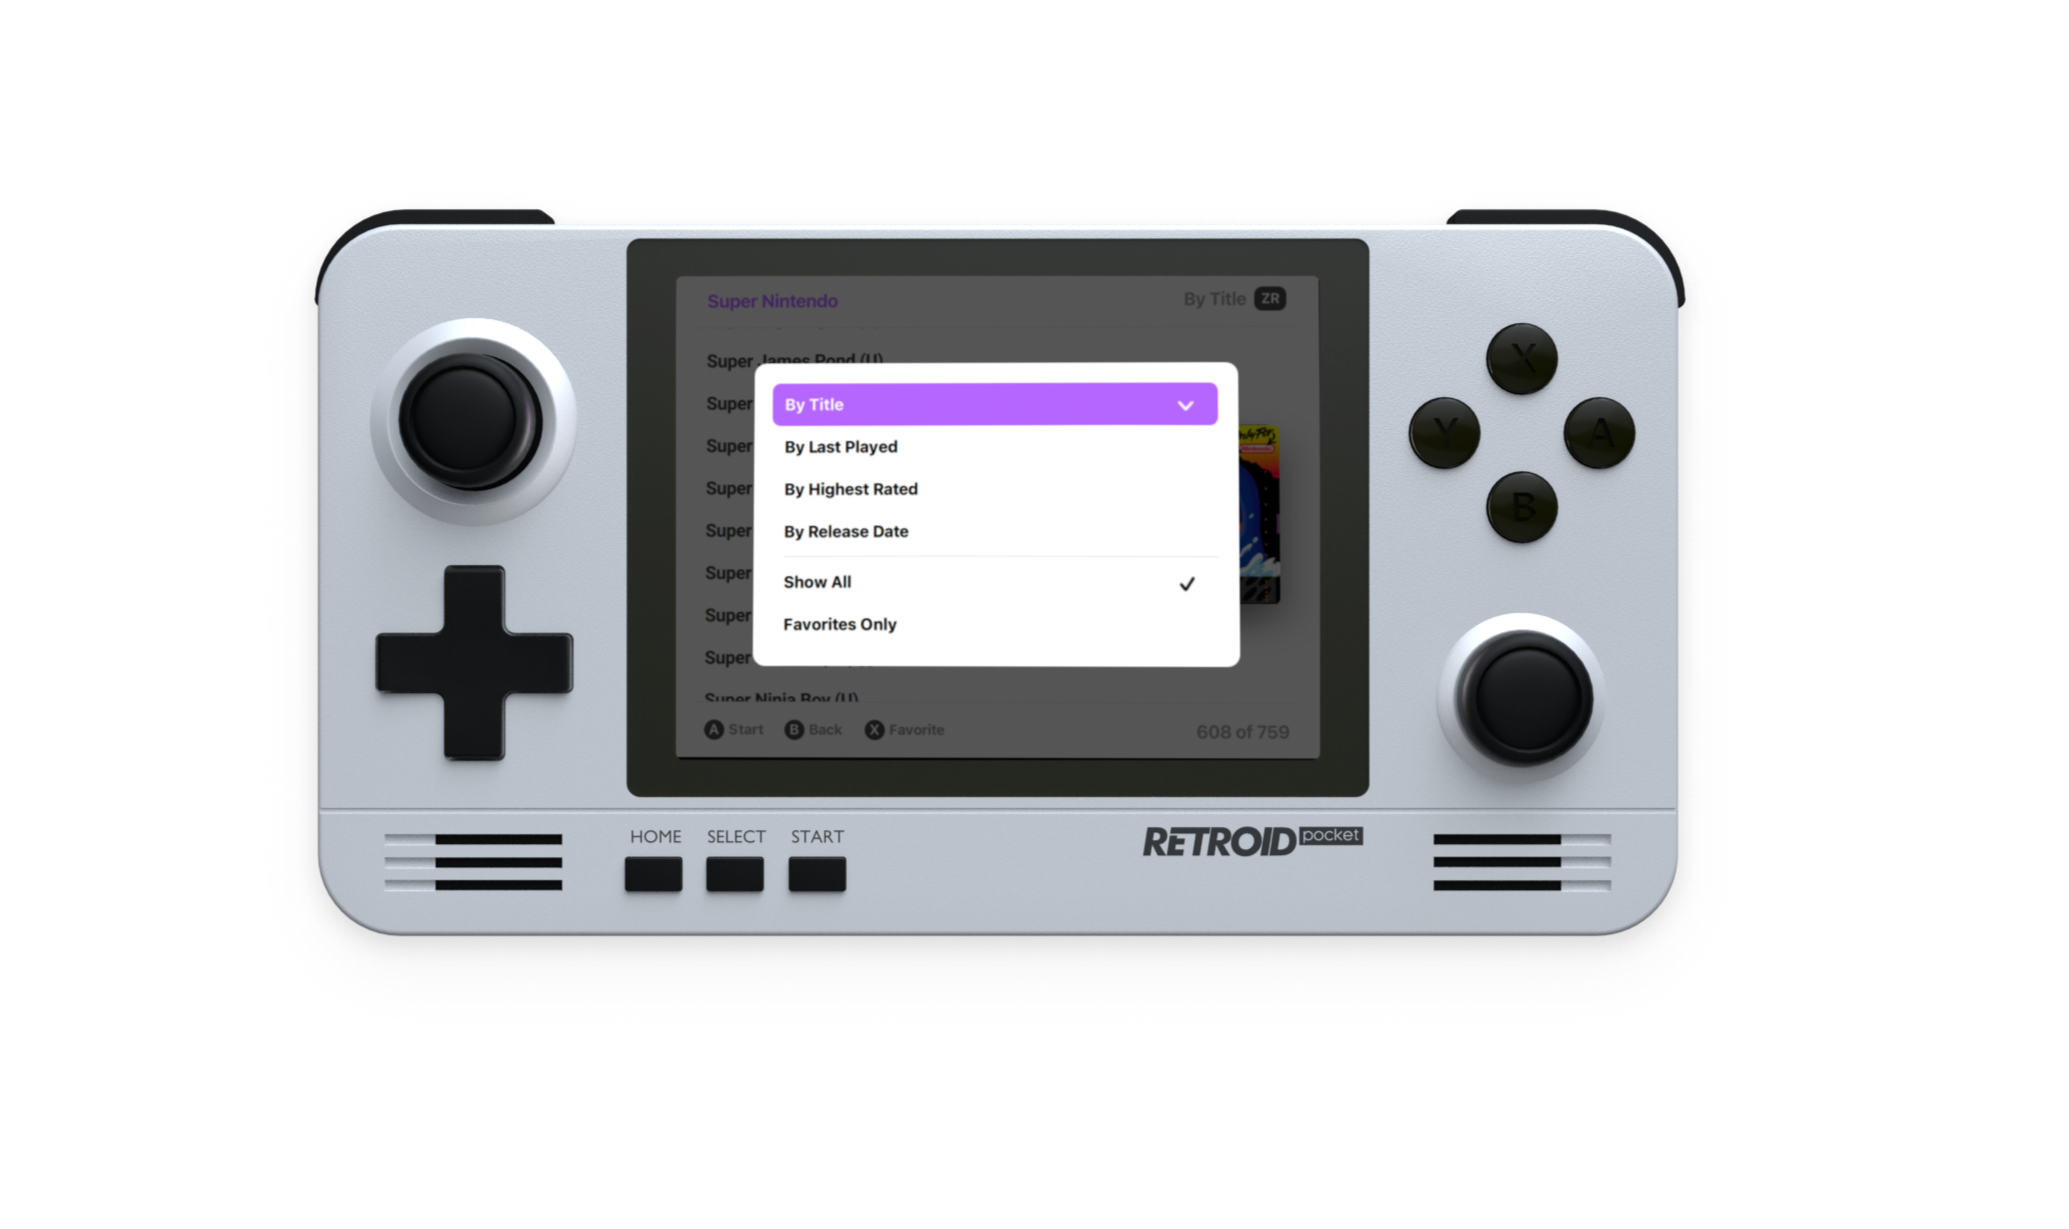 Super Nintendo
By Title ZR
Super James Pond (U)
Super
Super
Super
Super
Super
Super
Super
Super Ninja Boy (U)
By Title
By Last Played
By Highest Rated
By Release Date
Show All
Favorites Only
A Start B Back X Favorite
608 of 759
X
Y
A
B
HOME SELECT START
RETROID pocket